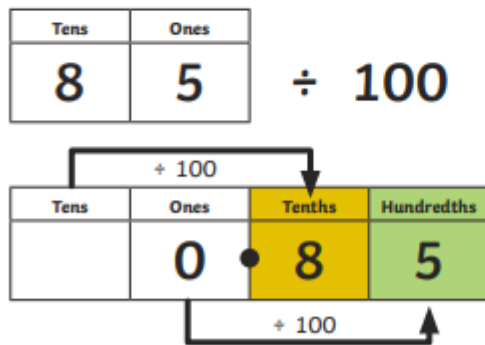 Tens Ones
8 5 ÷ 100
÷ 100
Tens Ones Tenths Hundredths
0 . 8 5
÷ 100